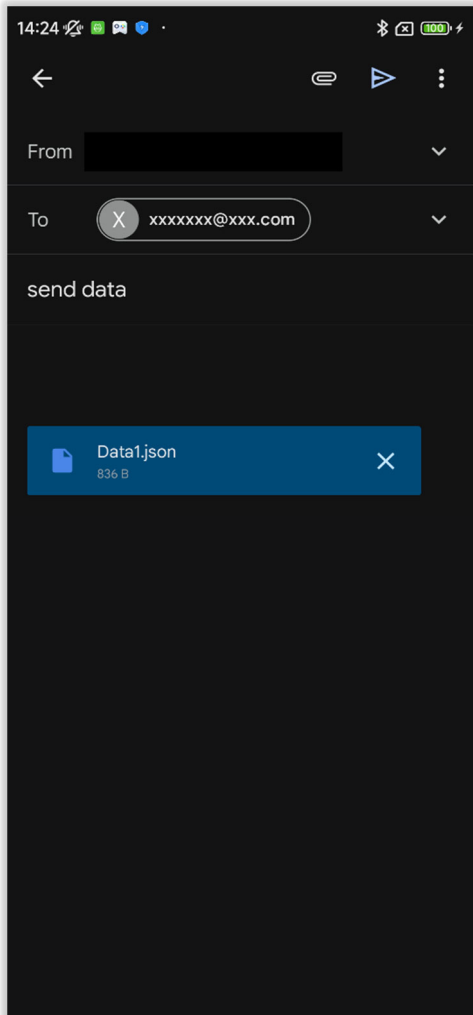 14:24
100
From
To X xxxxxxx@xxx.com
send data
Data1.json
836 B